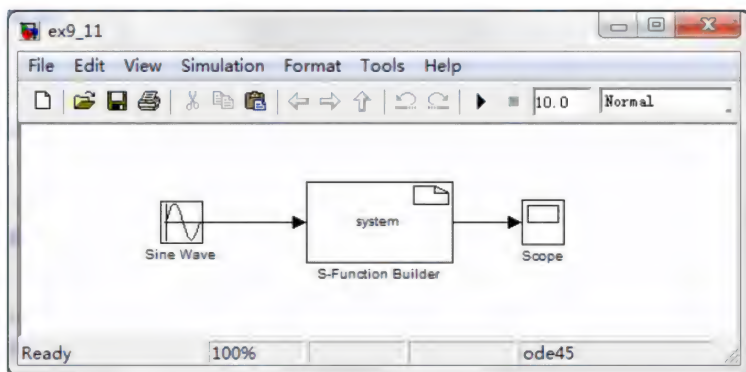 ex9_11
File Edit View Simulation Format Tools Help
10.0 Normal
system
Sine Wave
Scope
S-Function Builder
Ready 100% ode45